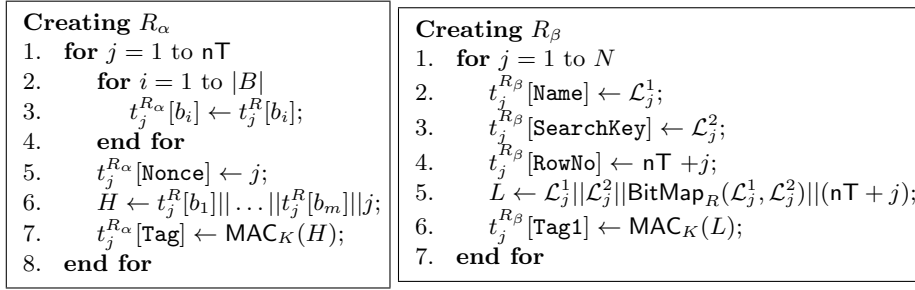 Creating R_α
1. for j = 1 to nT
2. for i = 1 to |B|
3. t_j^{R_α}[b_i] ← t_j^R[b_i];
4. end for
5. t_j^{R_α}[Nonce] ← j;
6. H ← t_j^R[b_1]|| . . . ||t_j^R[b_m]||j;
7. t_j^{R_α}[Tag] ← MAC_K(H);
8. end for
Creating R_β
1. for j = 1 to N
2. t_j^{R_β}[Name] ← ℒ_j^1;
3. t_j^{R_β}[SearchKey] ← ℒ_j^2;
4. t_j^{R_β}[RowNo] ← nT +j;
5. L ← ℒ_j^1||ℒ_j^2||BitMap_R(ℒ_j^1, ℒ_j^2)||(nT + j);
6. t_j^{R_β}[Tag1] ← MAC_K(L);
7. end for